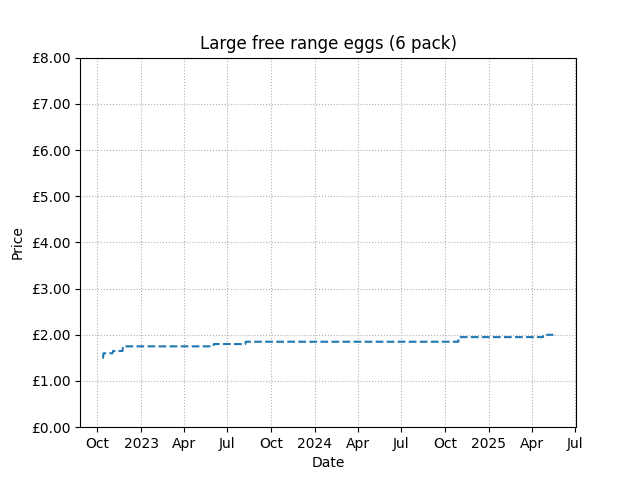 Large free range eggs (6 pack)
£8.00
£7.00
£6.00
£5.00
£4.00
£3.00
£2.00
£1.00
£0.00
Price
Oct 2023 Apr Jul Oct 2024 Apr Jul Oct 2025 Apr Jul
Date